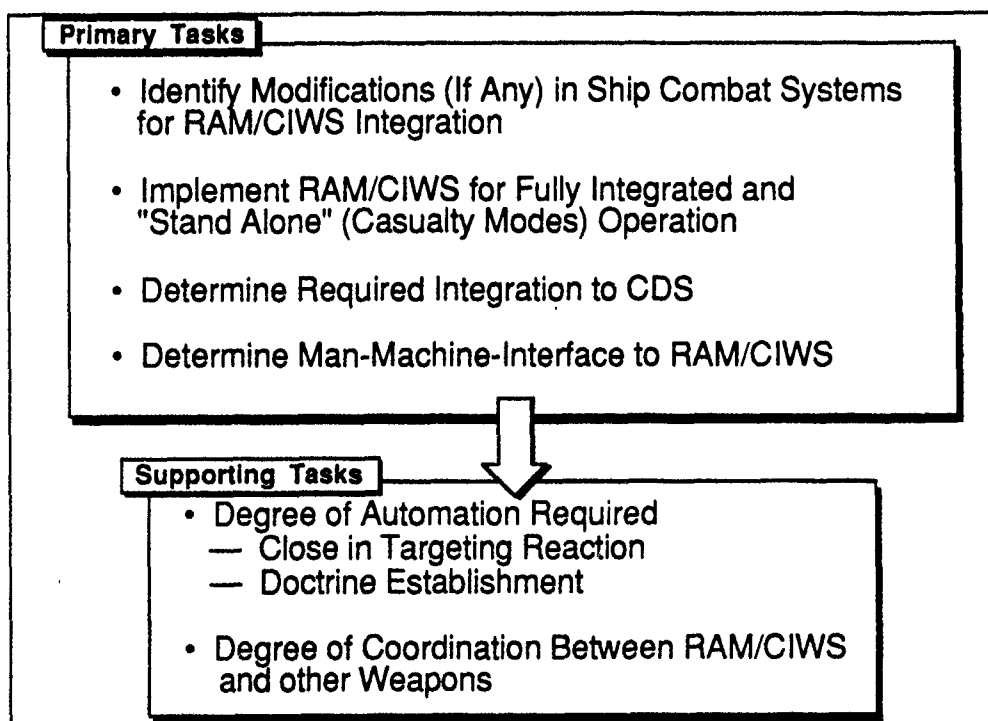 Primary Tasks
• Identify Modifications (If Any) in Ship Combat Systems
for RAM/CIWS Integration
• Implement RAM/CIWS for Fully Integrated and
"Stand Alone" (Casualty Modes) Operation
• Determine Required Integration to CDS
• Determine Man-Machine-Interface to RAM/CIWS
Supporting Tasks
• Degree of Automation Required
— Close in Targeting Reaction
— Doctrine Establishment
• Degree of Coordination Between RAM/CIWS
and other Weapons